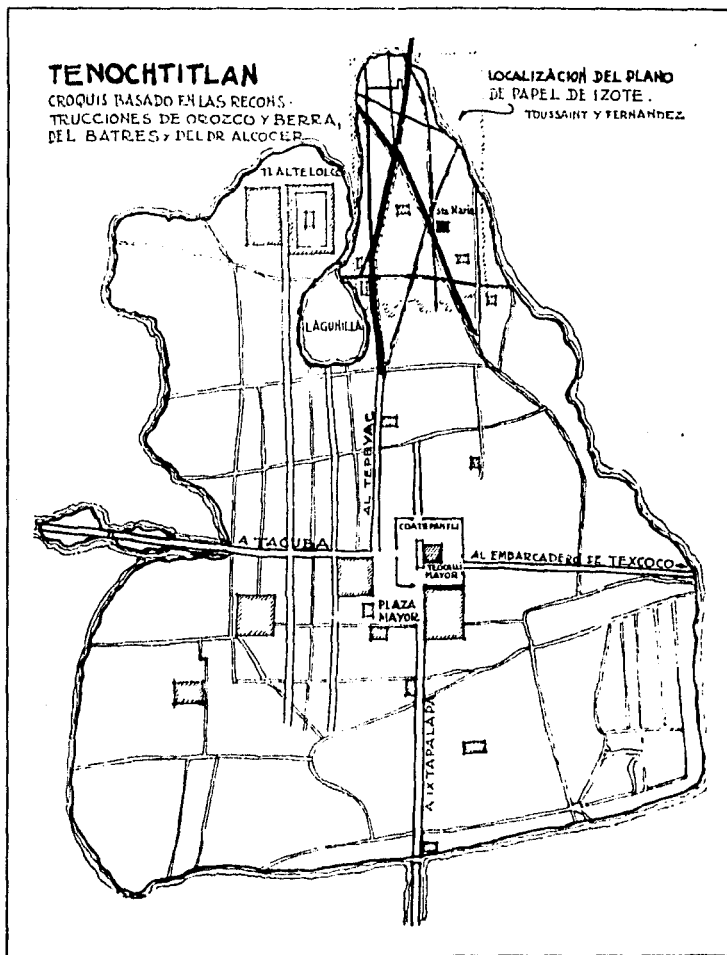 TENOCHTITLAN
CROQUIS BASADO EN LAS RECONS-
TRUCCIONES DE OROZCO Y BERRA,
DEL BATRES Y DEL DR ALCOCER
LOCALIZACION DEL PLANO
DE PAPEL DE IZOTE.
TOUSSAINT Y FERNANDEZ
TLALTELOLCO
Sta Maria
LAGUNILLA
AL TEPEYAC
A TACUBA
COATEPANTLI
TEOCALLI
MAYOR
AL EMBARCADERO DE TEXCOCO
PLAZA
MAYOR
A IXTAPALAPA